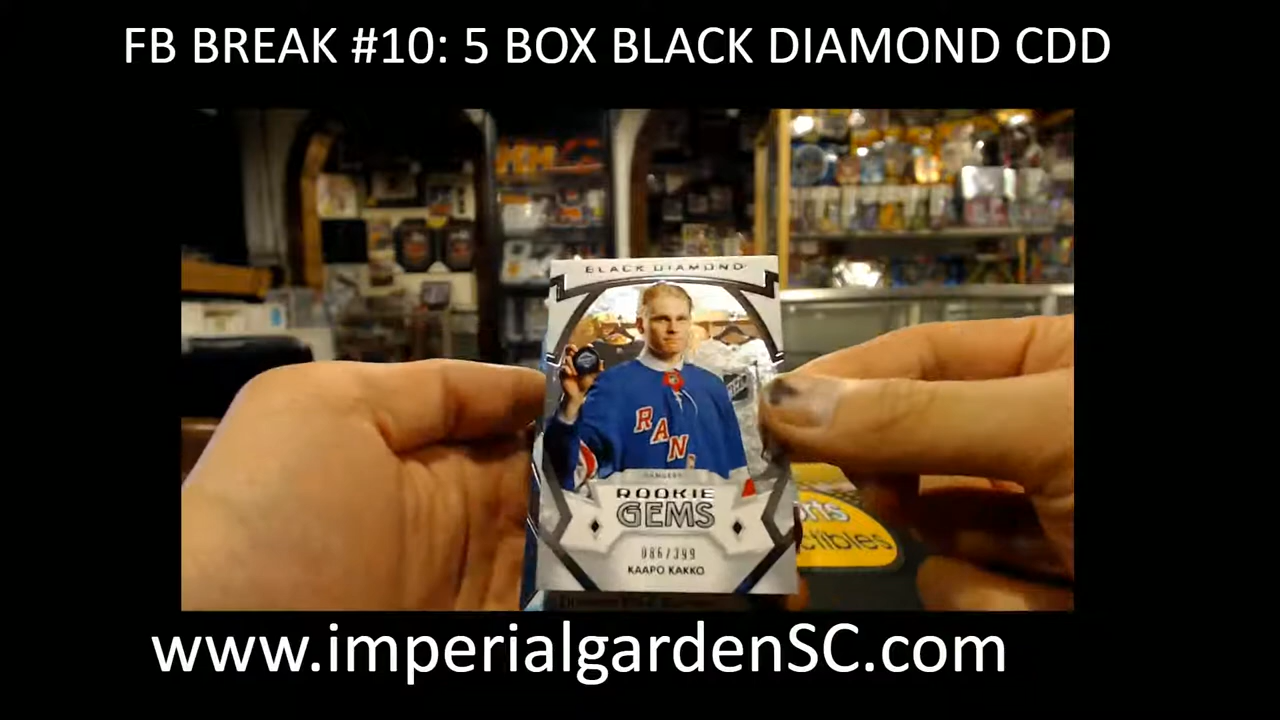 FB BREAK #10: 5 BOX BLACK DIAMOND CDD
BLACK DIAMOND
RAN
RANGERS
ROOKIE
GEMS
086/399
KAAPO KAKKO
www.imperialgardenSC.com